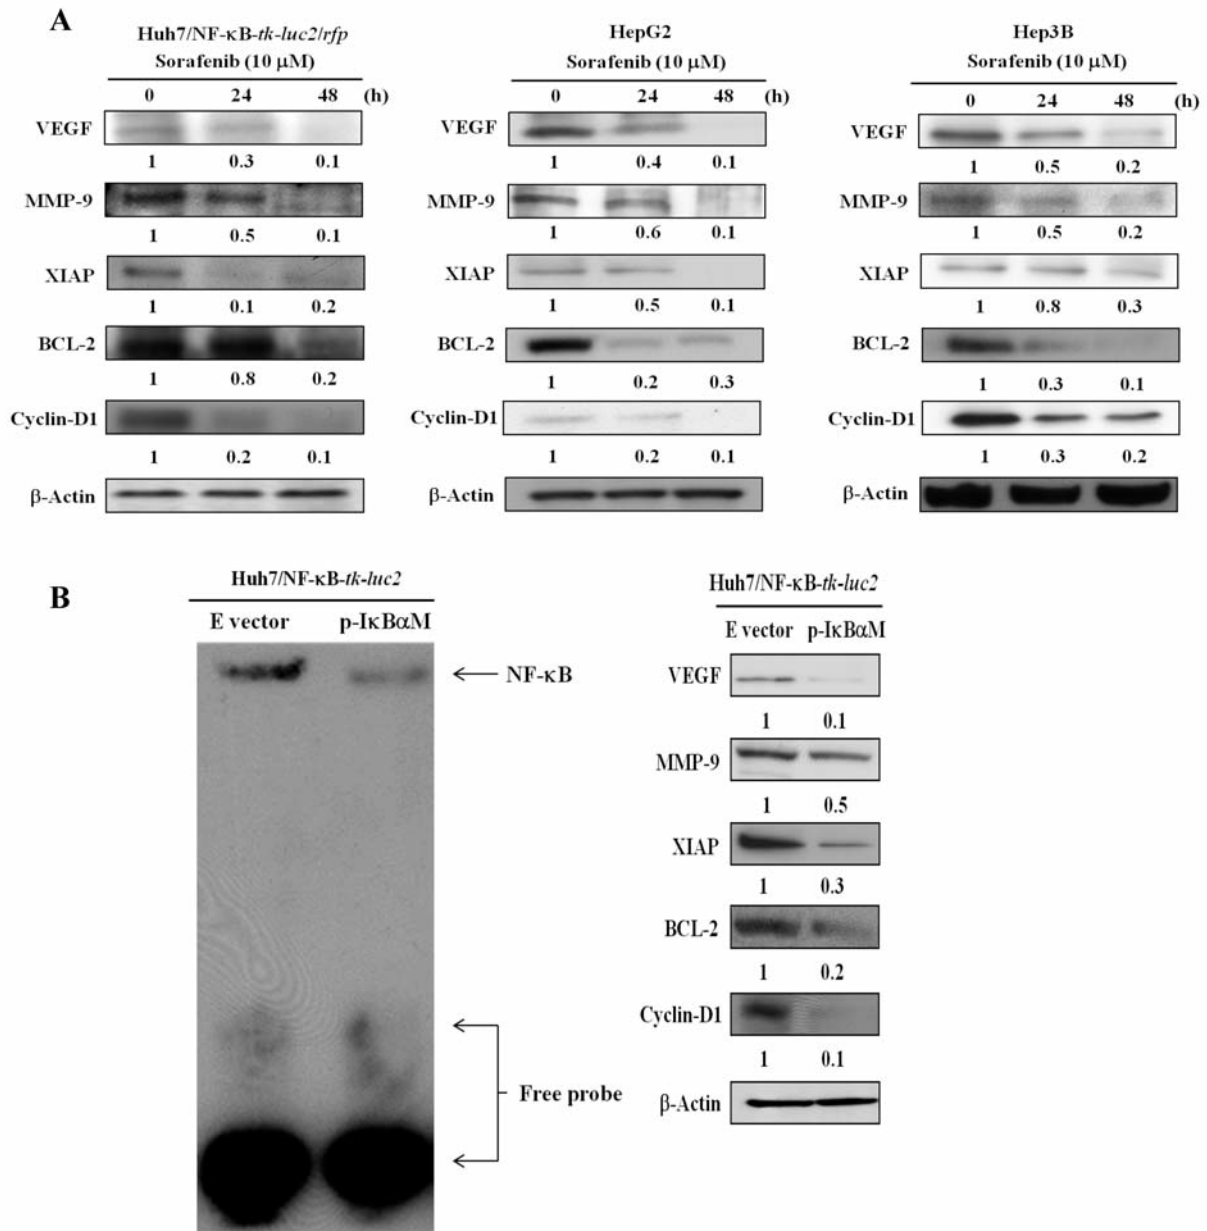 A
Huh7/NF-κB-tk-luc2/rfp
Sorafenib (10 μM)
0 24 48 (h)
VEGF
1 0.3 0.1
MMP-9
1 0.5 0.1
XIAP
1 0.1 0.2
BCL-2
1 0.8 0.2
Cyclin-D1
1 0.2 0.1
β-Actin
HepG2
Sorafenib (10 μM)
0 24 48 (h)
VEGF
1 0.4 0.1
MMP-9
1 0.6 0.1
XIAP
1 0.5 0.1
BCL-2
1 0.2 0.3
Cyclin-D1
1 0.2 0.1
β-Actin
Hep3B
Sorafenib (10 μM)
0 24 48 (h)
VEGF
1 0.5 0.2
MMP-9
1 0.5 0.2
XIAP
1 0.8 0.3
BCL-2
1 0.3 0.1
Cyclin-D1
1 0.3 0.2
β-Actin
B
Huh7/NF-κB-tk-luc2
E vector p-IκBαM
NF-κB
Free probe
Huh7/NF-κB-tk-luc2
E vector p-IκBαM
VEGF
1 0.1
MMP-9
1 0.5
XIAP
1 0.3
BCL-2
1 0.2
Cyclin-D1
1 0.1
β-Actin